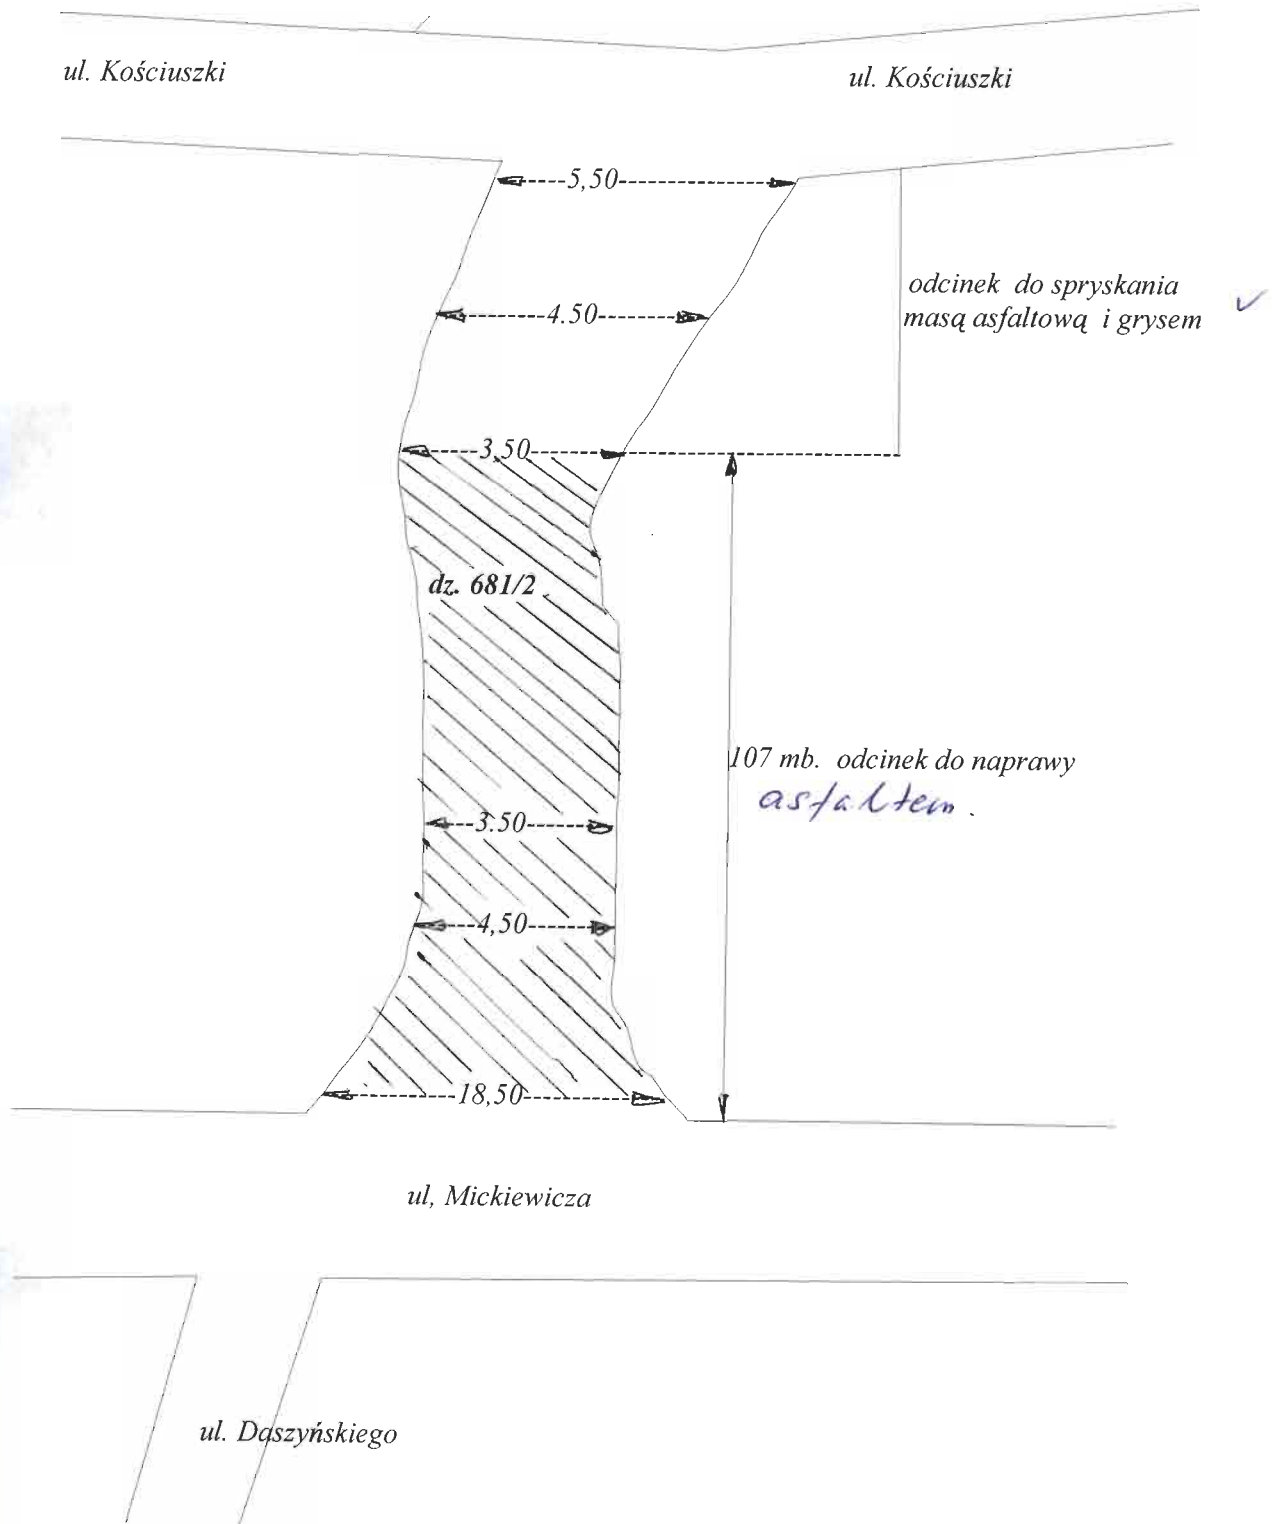 ul. Kościuszki
ul. Kościuszki
5,50
odcinek do spryskania
masą asfaltową i grysem
4.50
3,50
dz. 681/2
107 mb. odcinek do naprawy
asfaltem.
3.50
4,50
18,50
ul, Mickiewicza
ul. Daszyńskiego